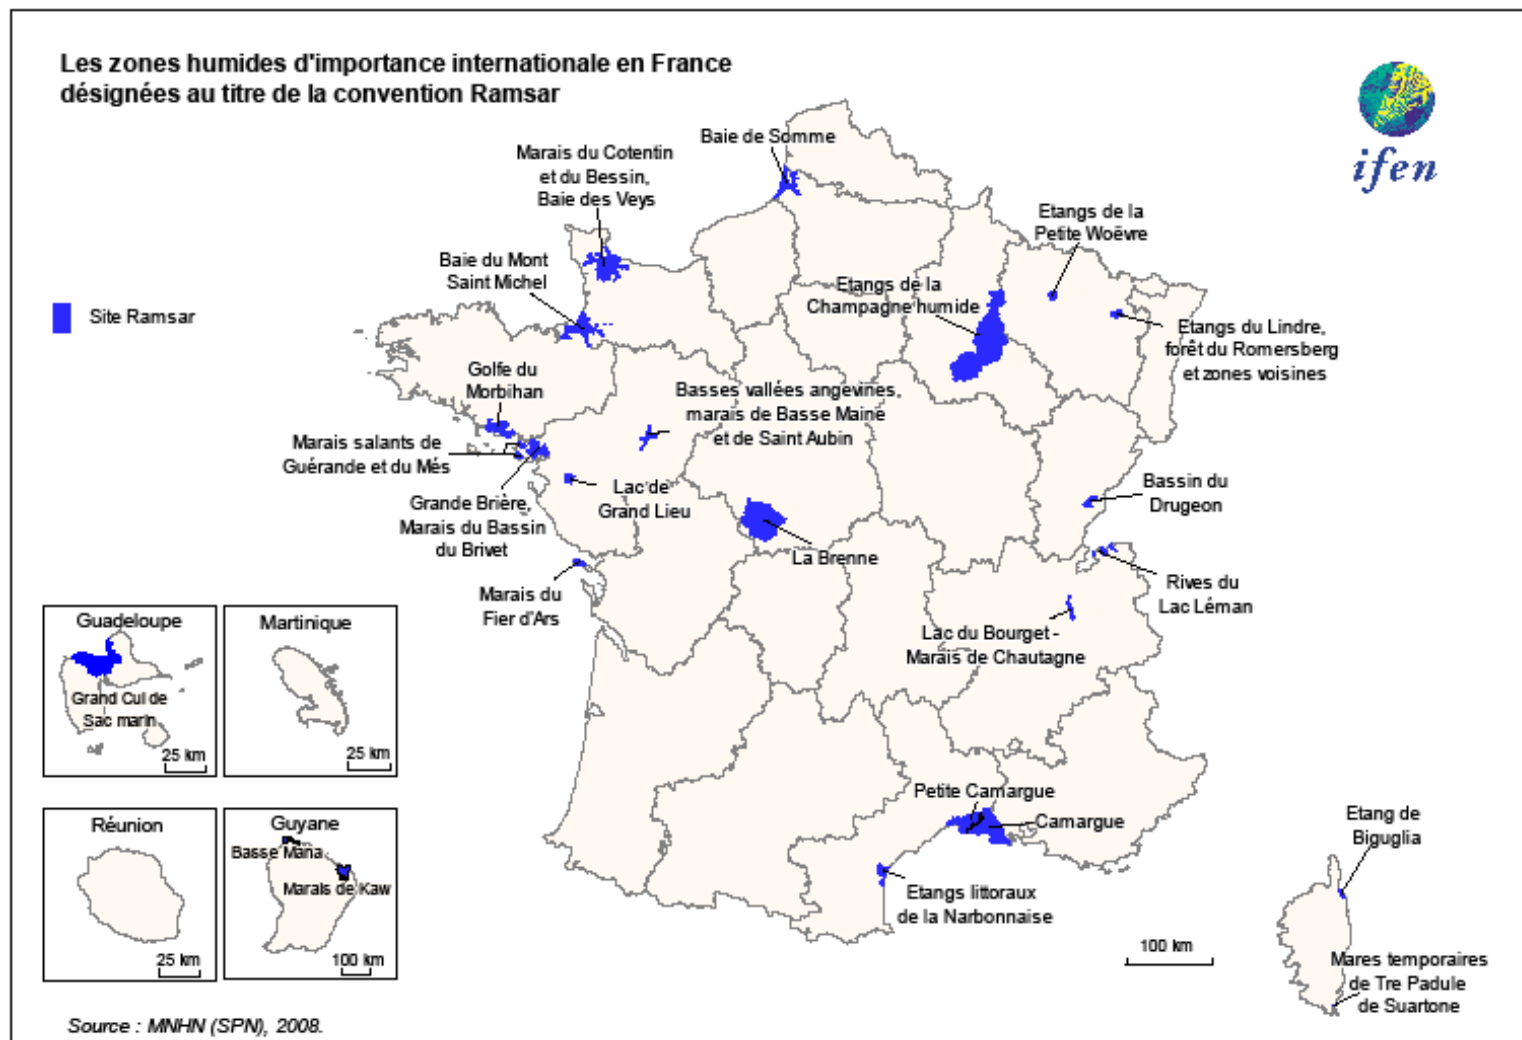 Les zones humides d'importance internationale en France
désignées au titre de la convention Ramsar
ifen
Baie de Somme
Marais du Cotentin
et du Bessin,
Baie des Veys
Etangs de la
Petite Woëvre
Baie du Mont
Saint Michel
Etangs de la
Champagne humide
Site Ramsar
Etangs du Lindre,
forêt du Romersberg
et zones voisines
Golfe du
Morbihan
Basses vallées angevines,
marais de Basse Maine
et de Saint Aubin
Marais salants de
Guérande et du Més
Bassin du
Drugeon
Lac de
Grand Lieu
Grande Brière,
Marais du Bassin
du Brivet
La Brenne
Rives du
Lac Léman
Marais du
Fier d'Ars
Lac du Bourget -
Marais de Chautagne
Guadeloupe
Grand Cul de
Sac marin
25 km
Martinique
25 km
Petite Camargue
Camargue
Etang de
Biguglia
Réunion
25 km
Guyane
Basse Mana
Marais de Kaw
100 km
Etangs littoraux
de la Narbonnaise
100 km
Mares temporaires
de Tre Padule
de Suartone
Source : MNHN (SPN), 2008.